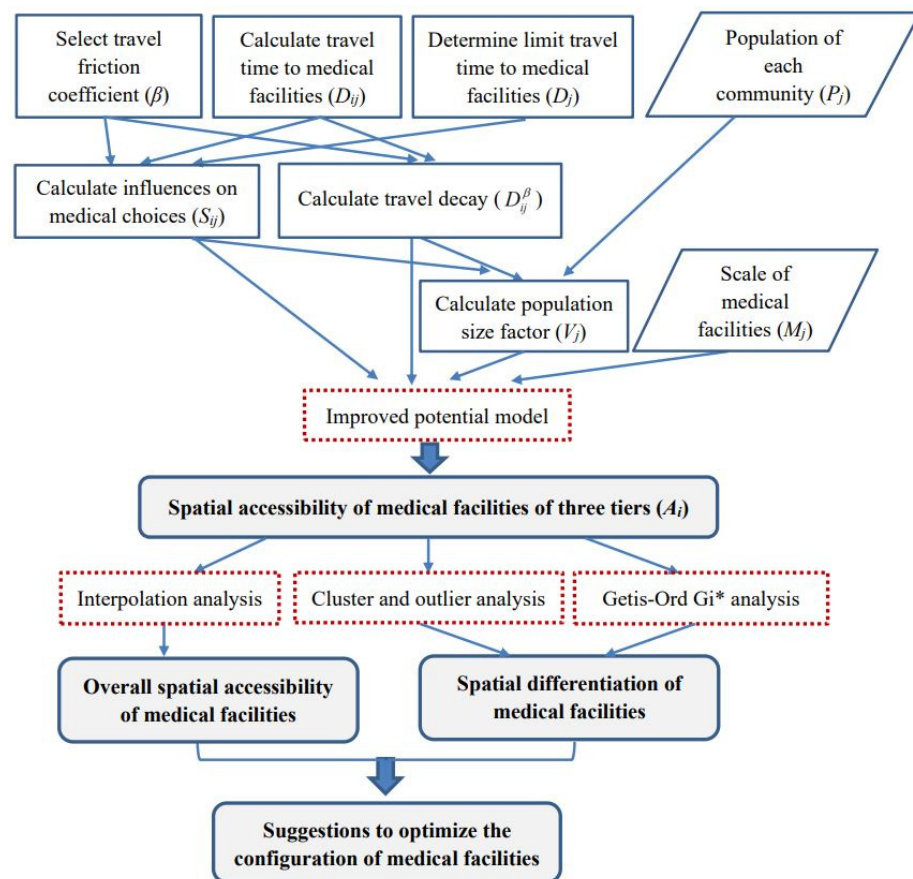 Select travel
friction
coefficient (β)
Calculate travel
time to medical
facilities (Dij)
Determine limit travel
time to medical
facilities (Dj)
Population of
each
community (Pj)
Calculate influences on
medical choices (Sij)
Calculate travel decay (Dijβ)
Scale of
medical
facilities (Mj)
Calculate population
size factor (Vj)
Improved potential model
Spatial accessibility of medical facilities of three tiers (Ai)
Interpolation analysis
Cluster and outlier analysis
Getis-Ord Gi* analysis
Overall spatial accessibility
of medical facilities
Spatial differentiation of
medical facilities
Suggestions to optimize the
configuration of medical facilities